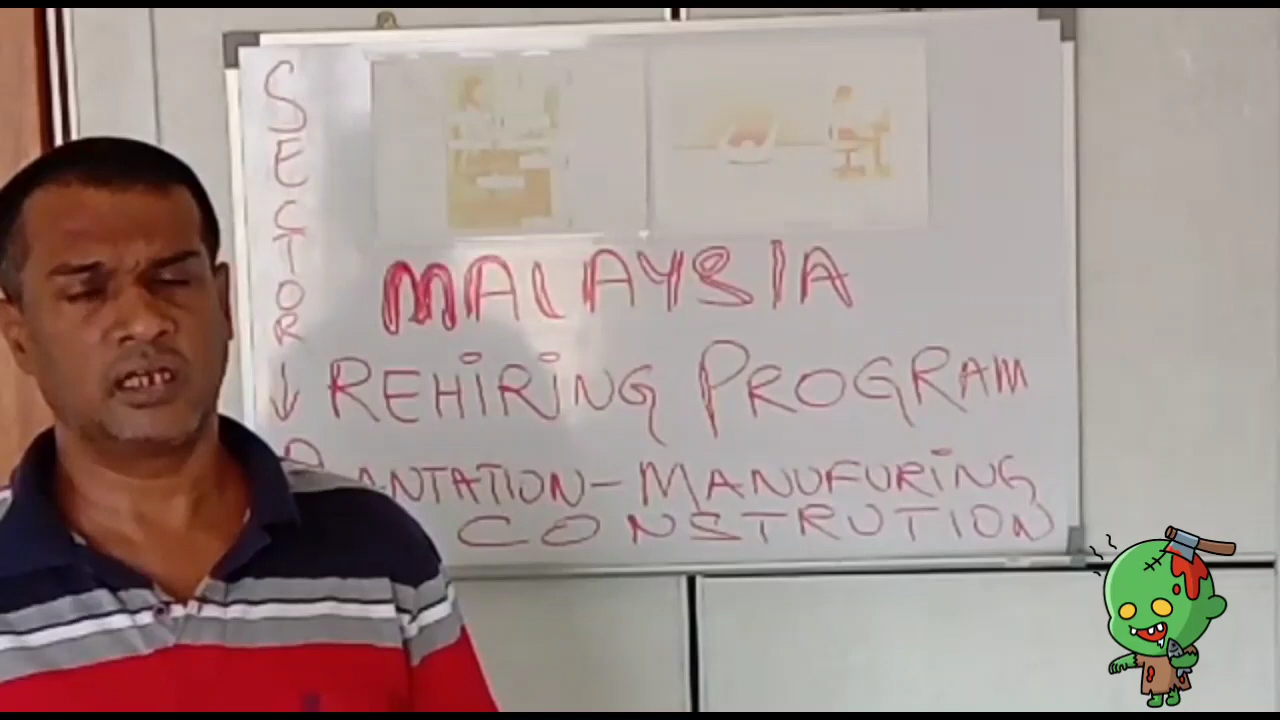 SECTOR ↓
MALAYSIA
REHIRING PROGRAM
ANTATION-MANUFURING
CONSTRUTION